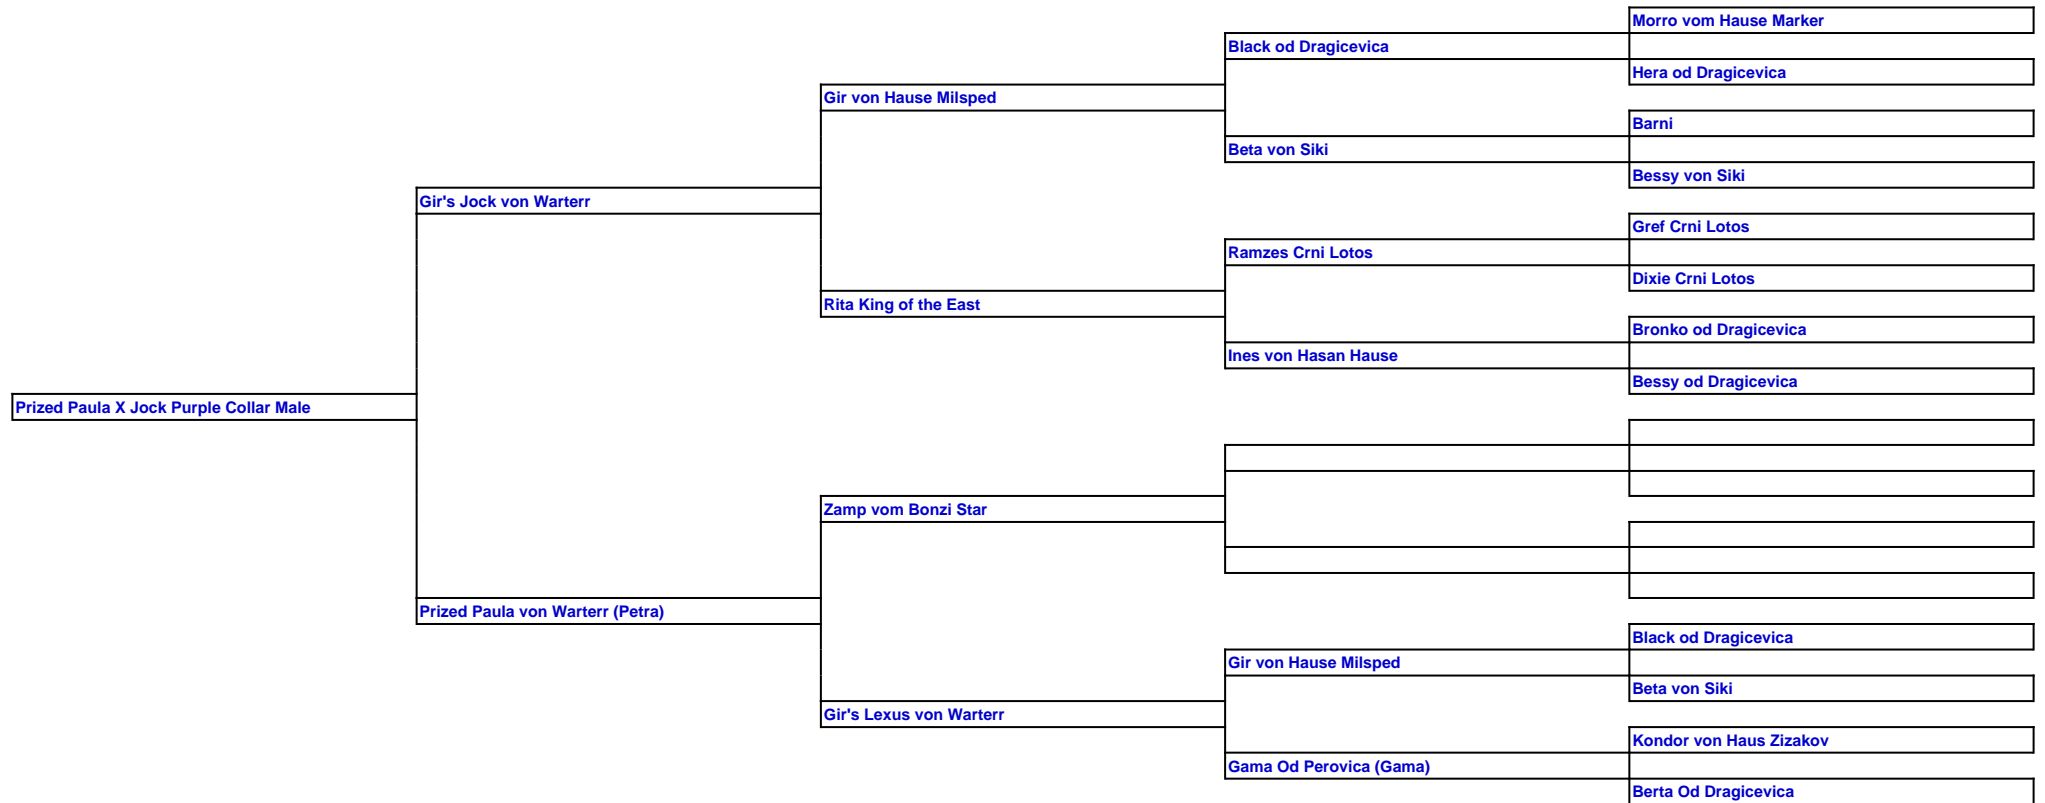 Morro vom Hause Marker
Black od Dragicevica
Hera od Dragicevica
Gir von Hause Milsped
Barni
Beta von Siki
Bessy von Siki
Gir's Jock von Warterr
Gref Crni Lotos
Ramzes Crni Lotos
Dixie Crni Lotos
Rita King of the East
Bronko od Dragicevica
Ines von Hasan Hause
Bessy od Dragicevica
Prized Paula X Jock Purple Collar Male
Zamp vom Bonzi Star
Prized Paula von Warterr (Petra)
Black od Dragicevica
Gir von Hause Milsped
Beta von Siki
Gir's Lexus von Warterr
Kondor von Haus Zizakov
Gama Od Perovica (Gama)
Berta Od Dragicevica